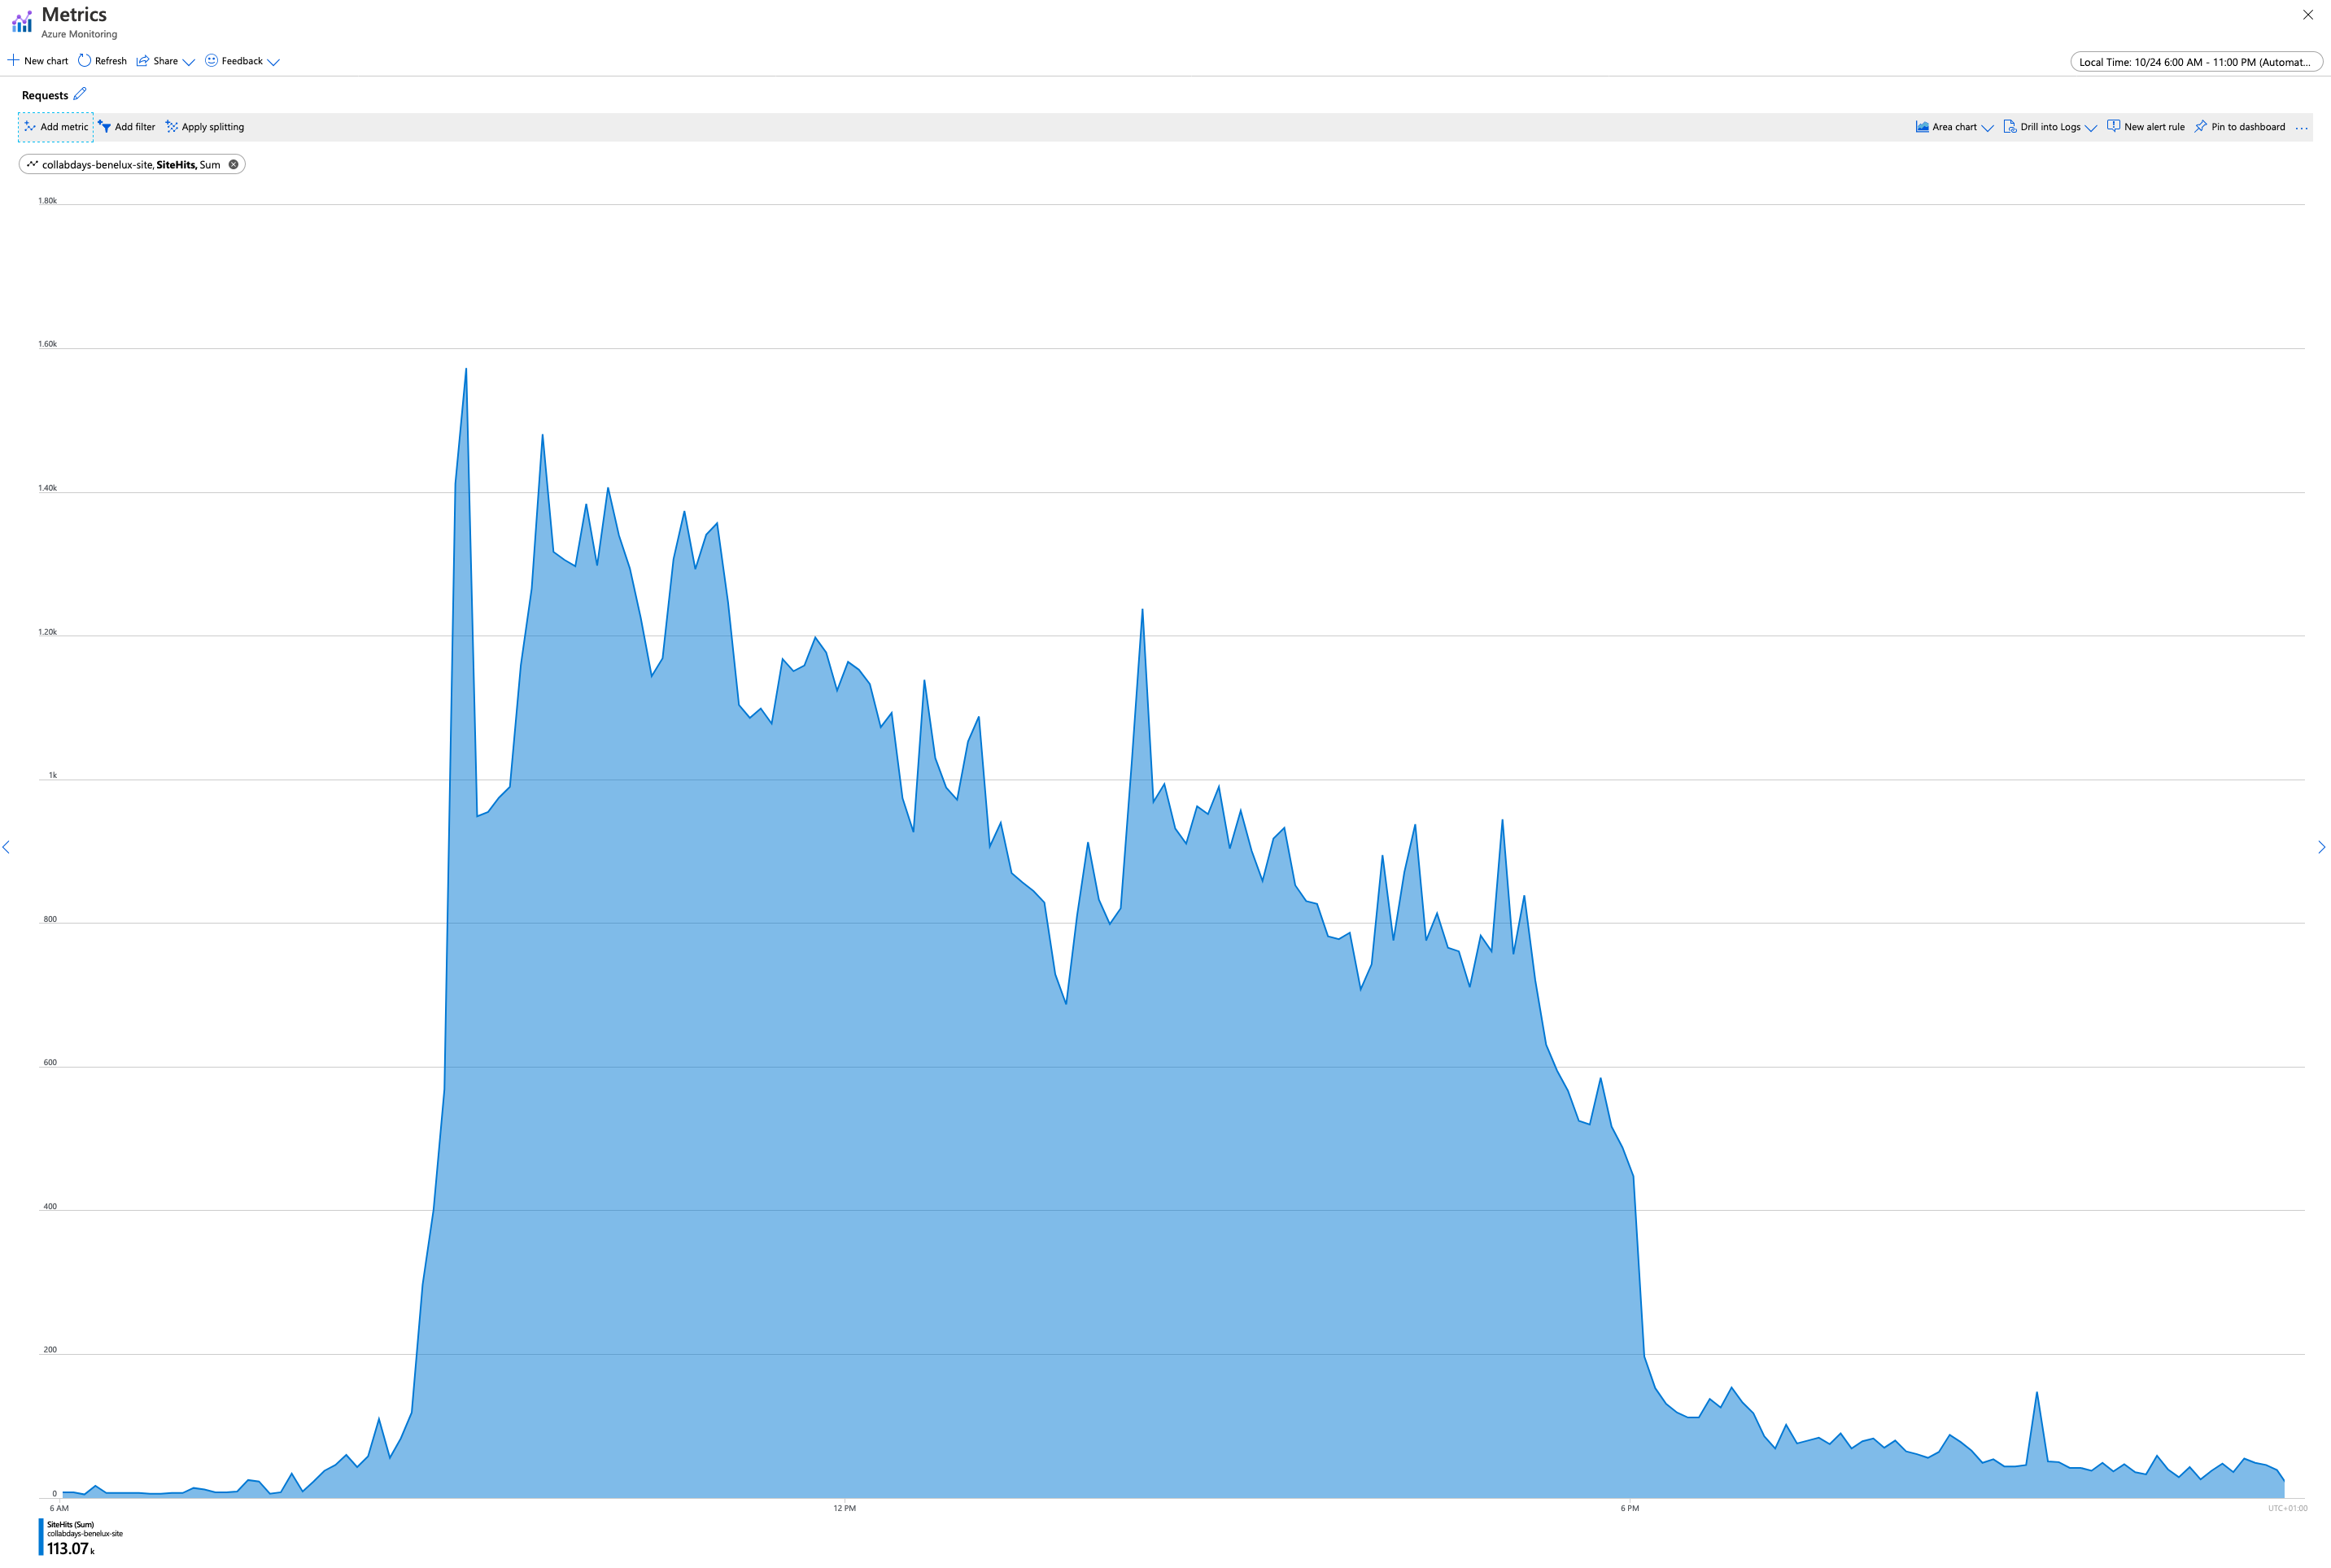 Metrics
Azure Monitoring
New chart Refresh Share Feedback
Local Time: 10/24 6:00 AM - 11:00 PM (Automat...
Requests
Add metric Add filter Apply splitting
Area chart Drill into Logs New alert rule Pin to dashboard ...
collabdays-benelux-site, SiteHits, Sum
1.80k
1.60k
1.40k
1.20k
1k
800
600
400
200
0
6 AM 12 PM 6 PM UTC+01:00
SiteHits (Sum)
collabdays-benelux-site
113.07 k